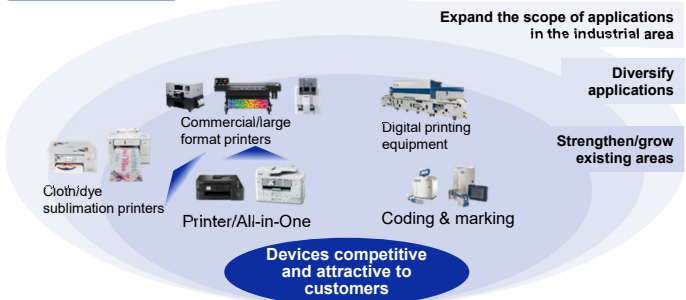 Expand the scope of applications
in the industrial area
Diversify
applications
Strengthen/grow
existing areas
Commercial/large
format printers
Digital printing
equipment
Cloth/dye
sublimation printers
Printer/All-in-One
Coding & marking
Devices competitive
and attractive to
customers